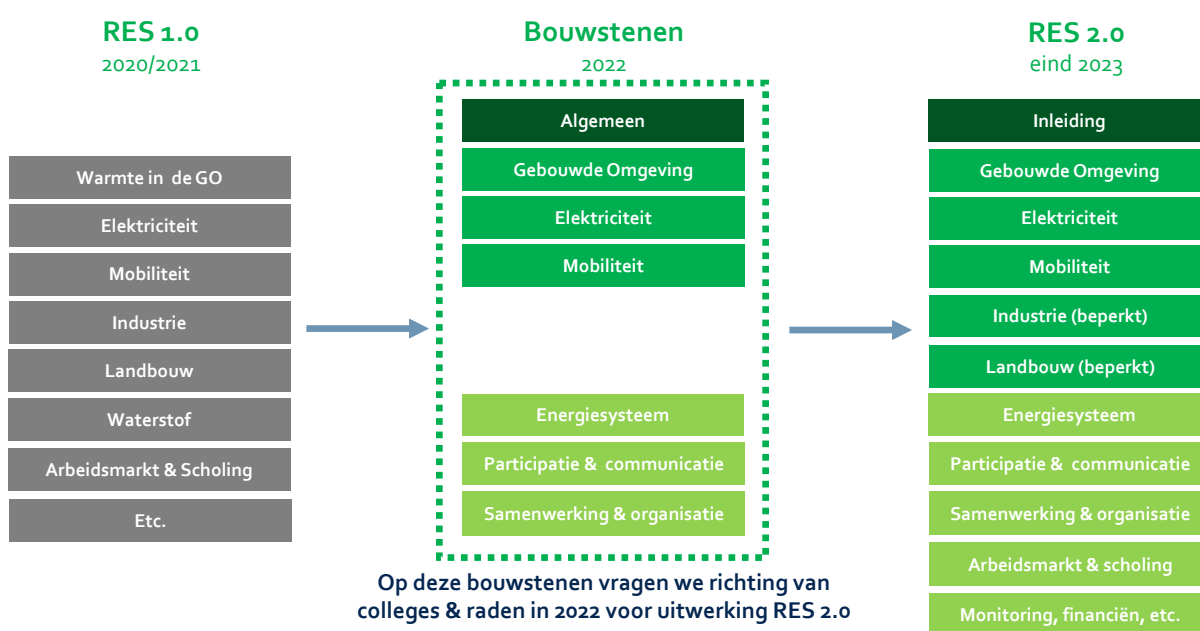 RES 1.0
2020/2021
Warmte in de GO
Elektriciteit
Mobiliteit
Industrie
Landbouw
Waterstof
Arbeidsmarkt & Scholing
Etc.
Bouwstenen
2022
Algemeen
Gebouwde Omgeving
Elektriciteit
Mobiliteit
Energiesysteem
Participatie & communicatie
Samenwerking & organisatie
Op deze bouwstenen vragen we richting van
colleges & raden in 2022 voor uitwerking RES 2.0
RES 2.0
eind 2023
Inleiding
Gebouwde Omgeving
Elektriciteit
Mobiliteit
Industrie (beperkt)
Landbouw (beperkt)
Energiesysteem
Participatie & communicatie
Samenwerking & organisatie
Arbeidsmarkt & scholing
Monitoring, financiën, etc.